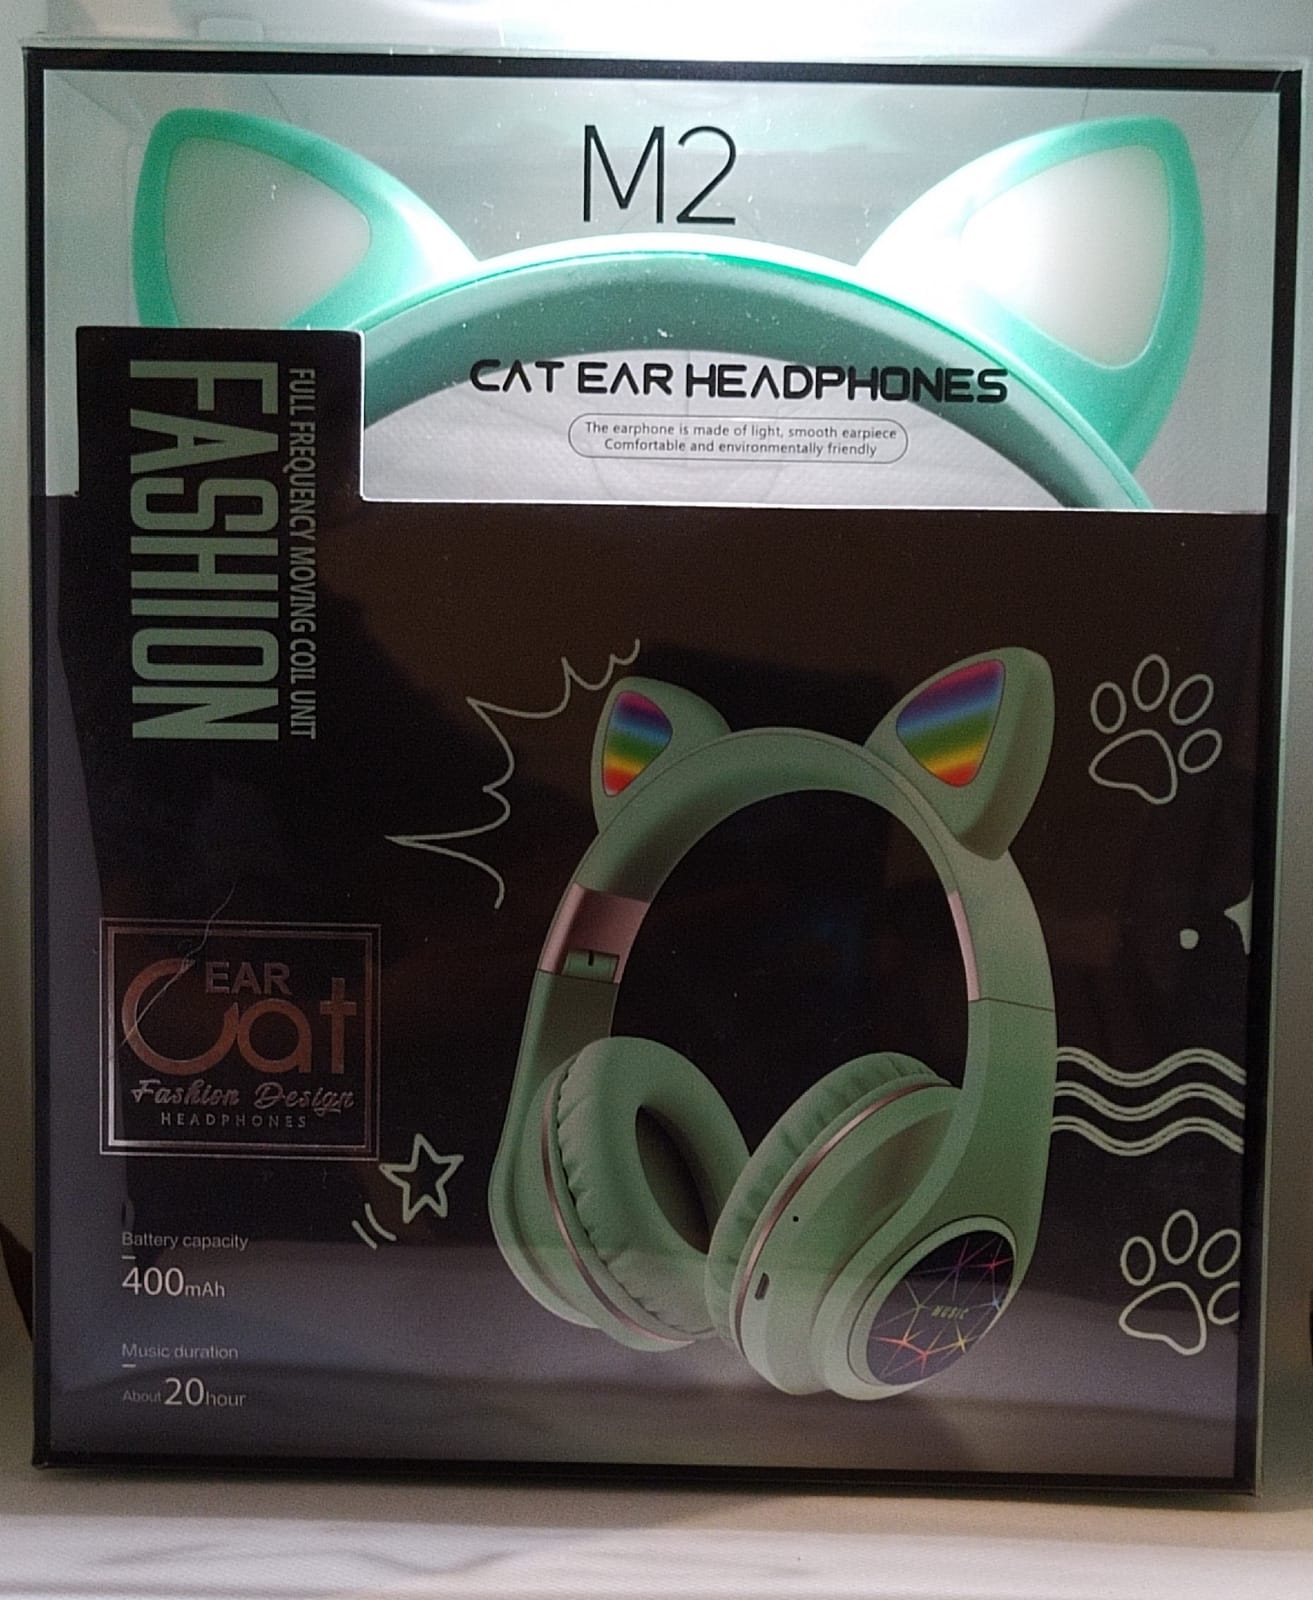 M2
CAT EAR HEADPHONES
The earphone is made of light, smooth earpiece
Comfortable and environmentally friendly
FULL FREQUENCY MOVING COIL UNIT
FASHION
EAR
Cat
Fashion Design
HEADPHONES
Battery capacity
400mAh
Music duration
About 20hour
MUSIC